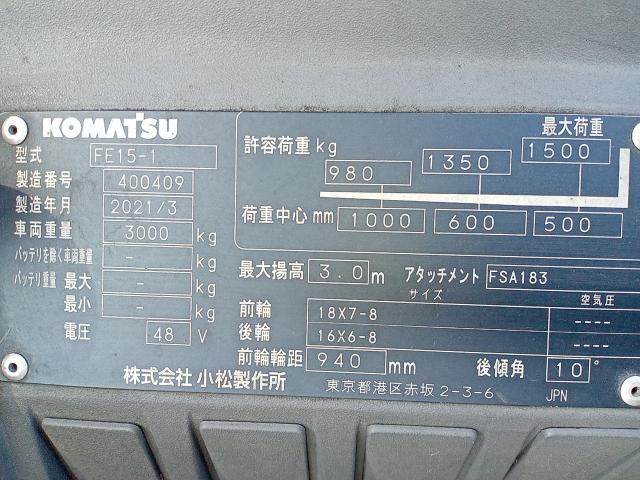 KOMATSU
型式 FE15-1
製造番号 400409
製造年月 2021/3
車両重量 3000 kg
バッテリを除く車両重量 - kg
バッテリ重量 最大 - kg
最小 - kg
電圧 48 V
株式会社 小松製作所
最大荷重
許容荷重 kg 980 1350 1500
荷重中心 mm 1000 600 500
最大揚高 3.0 m アタッチメント FSA183
サイズ 空気圧
前輪 18X7-8 ----
後輪 16X6-8 ----
前輪輪距 940 mm 後傾角 10°
東京都港区赤坂 2-3-6 JPN